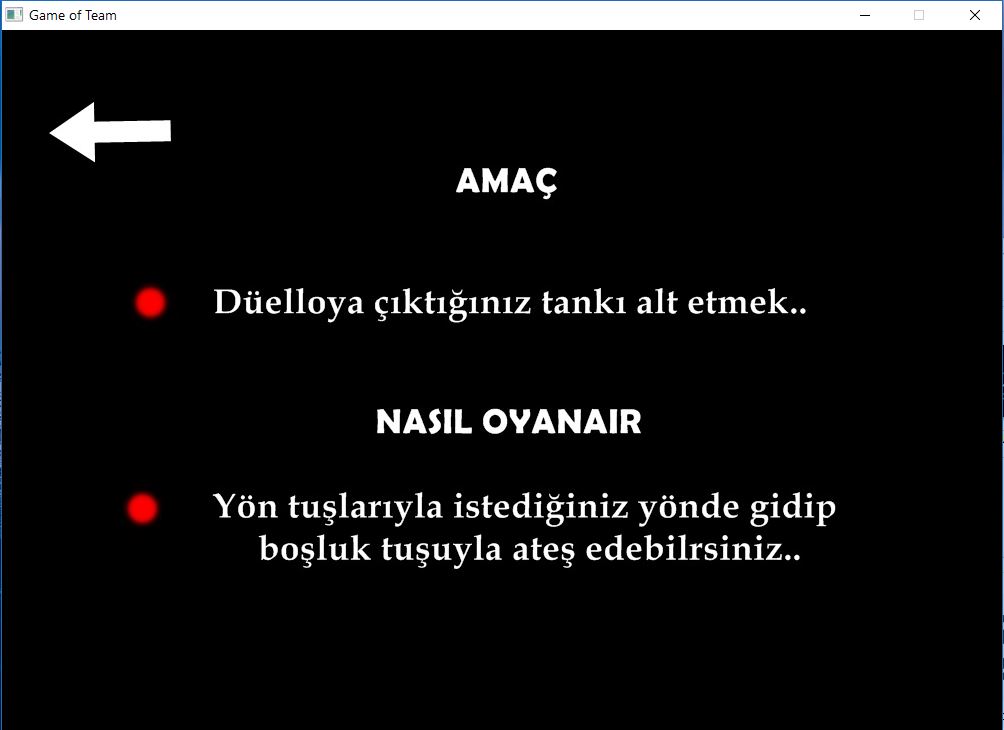 Game of Team
AMAÇ
Düelloya çıktığınız tankı alt etmek..
NASIL OYANAIR
Yön tuşlarıyla istediğiniz yönde gidip
boşluk tuşuyla ateş edebilrsiniz..